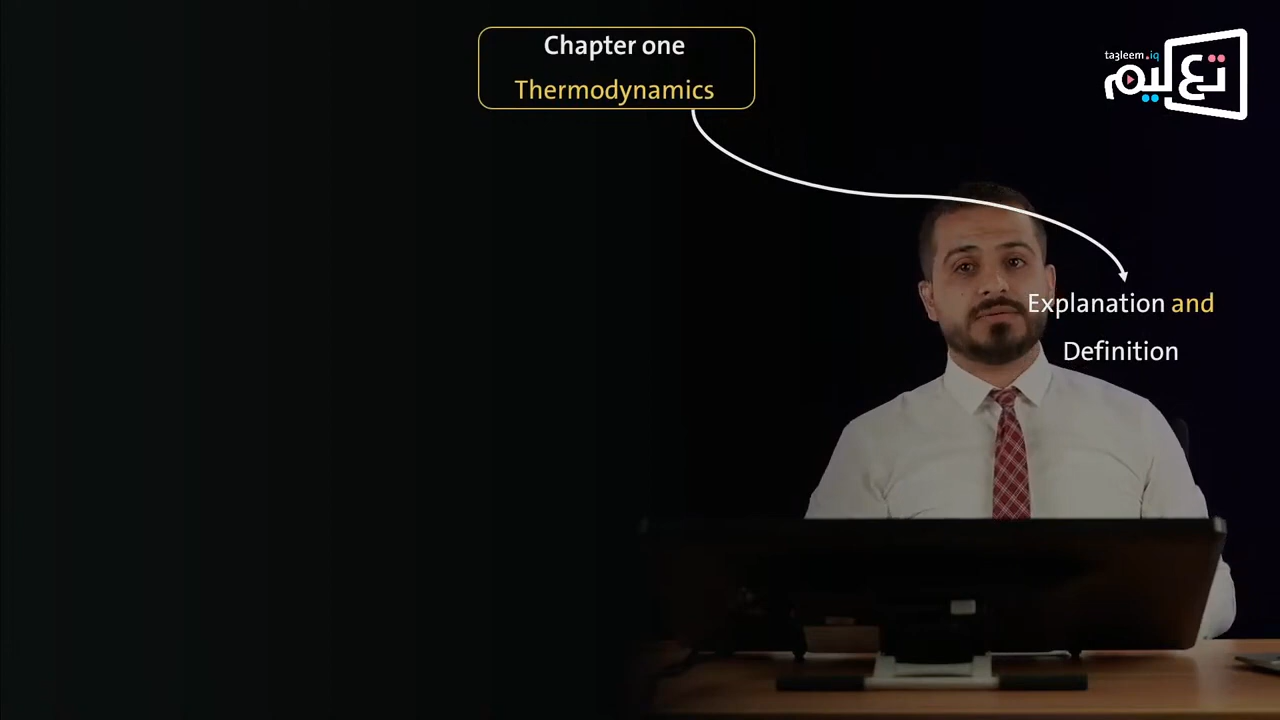 Chapter one
Thermodynamics
ta3leem.iq
تعليم
Explanation and
Definition